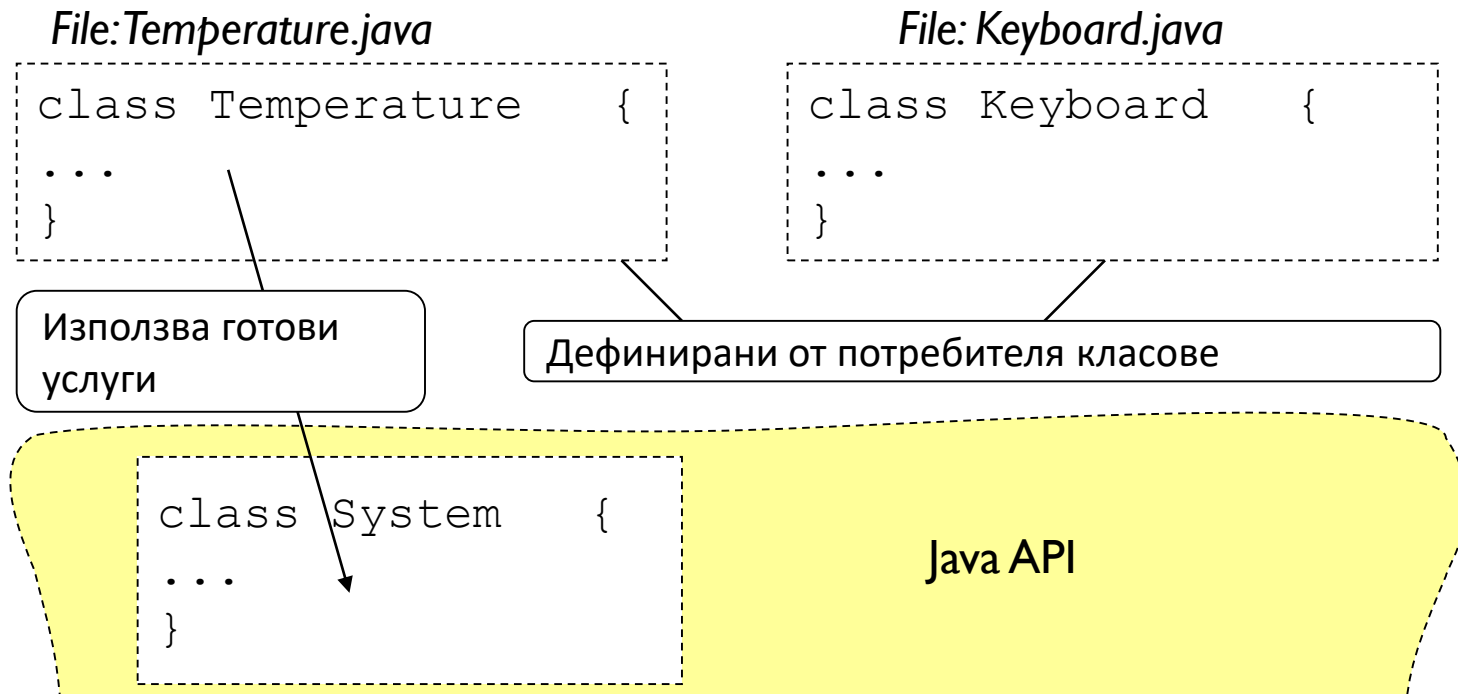 File: Temperature.java
File: Keyboard.java
class Temperature {
...
}
class Keyboard {
...
}
Използва готови
услуги
Дефинирани от потребителя класове
class System {
...
}
Java API